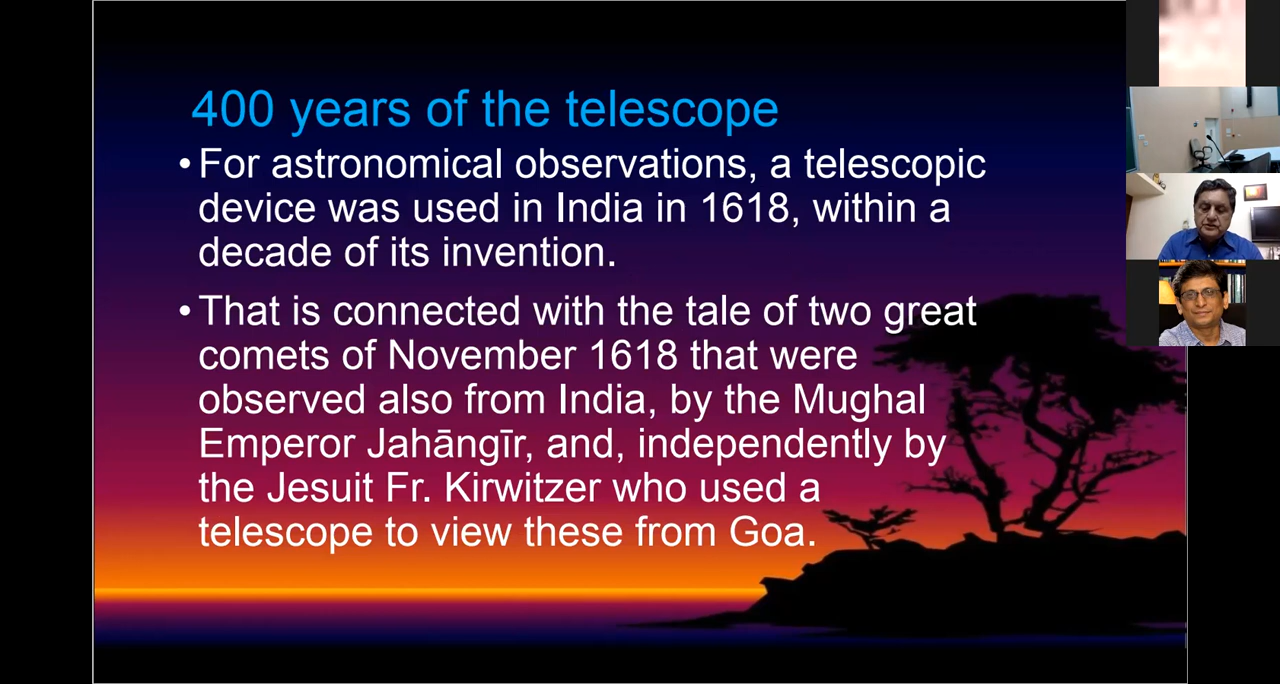 400 years of the telescope
• For astronomical observations, a telescopic
device was used in India in 1618, within a
decade of its invention.
• That is connected with the tale of two great
comets of November 1618 that were
observed also from India, by the Mughal
Emperor Jahāngīr, and, independently by
the Jesuit Fr. Kirwitzer who used a
telescope to view these from Goa.